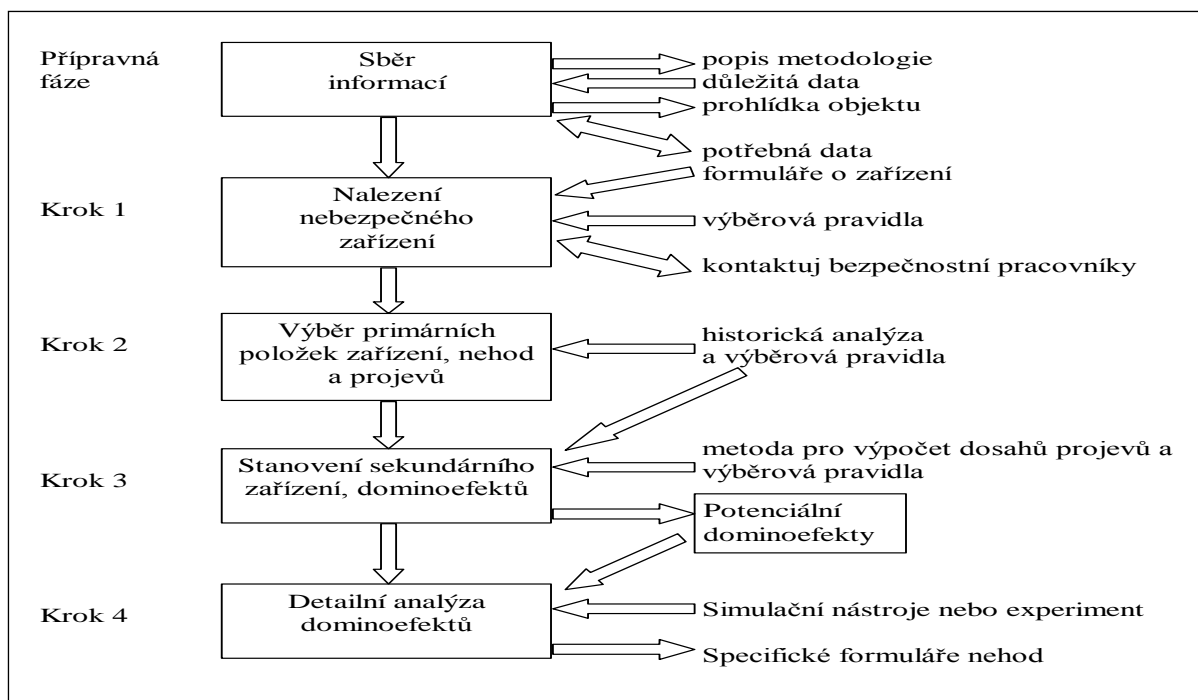 Přípravná
fáze
Sběr
informací
popis metodologie
důležitá data
prohlídka objektu
potřebná data
formuláře o zařízení
Krok 1
Nalezení
nebezpečného
zařízení
výběrová pravidla
kontaktuj bezpečnostní pracovníky
Krok 2
Výběr primárních
položek zařízení, nehod
a projevů
historická analýza
a výběrová pravidla
Krok 3
Stanovení sekundárního
zařízení, dominoefektů
metoda pro výpočet dosahů projevů a
výběrová pravidla
Potenciální
dominoefekty
Krok 4
Detailní analýza
dominoefektů
Simulační nástroje nebo experiment
Specifické formuláře nehod